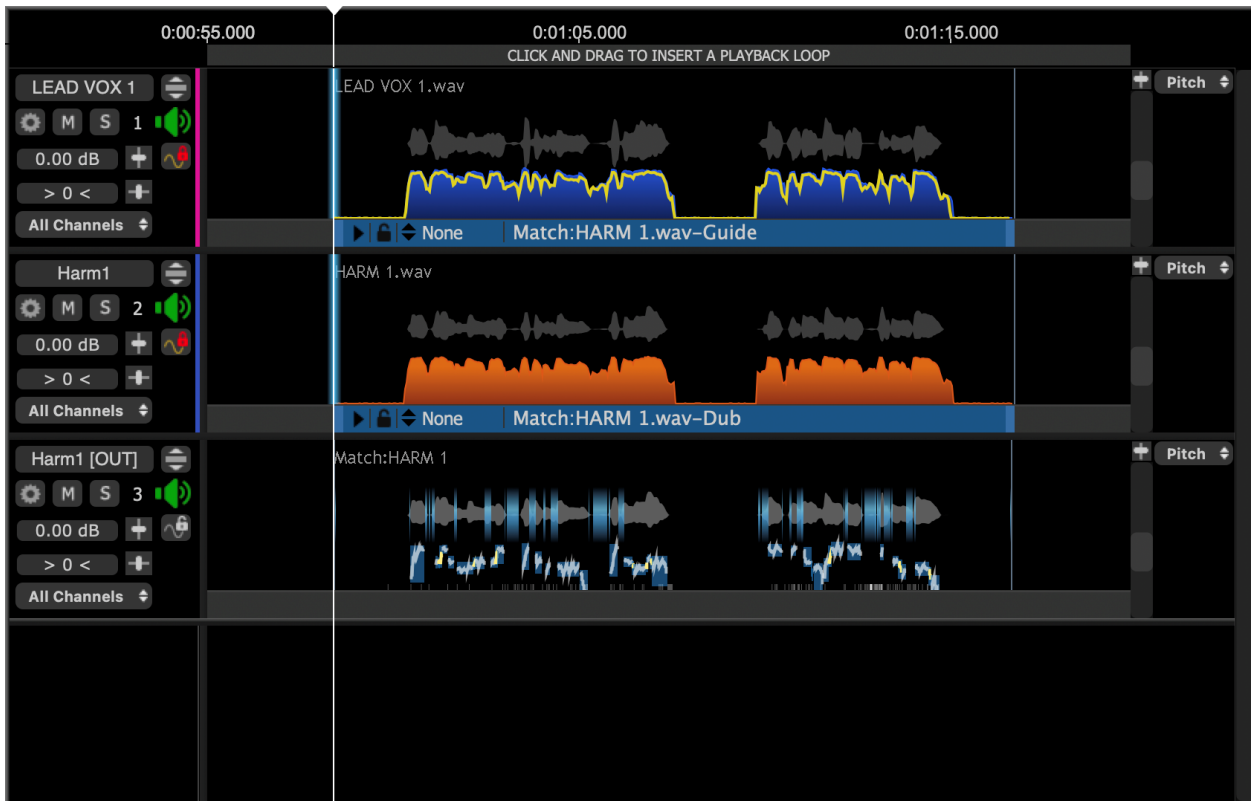 0:00:55.000 0:01:05.000 0:01:15.000
CLICK AND DRAG TO INSERT A PLAYBACK LOOP
LEAD VOX 1
LEAD VOX 1.wav
Pitch
M S 1
0.00 dB
> 0 <
All Channels
None Match:HARM 1.wav-Guide
Harm1
HARM 1.wav
Pitch
M S 2
0.00 dB
> 0 <
All Channels
None Match:HARM 1.wav-Dub
Harm1 [OUT]
Match:HARM 1
Pitch
M S 3
0.00 dB
> 0 <
All Channels